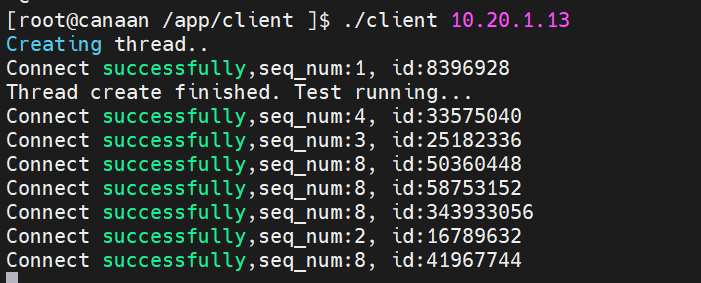 [root@canaan /app/client ]$ ./client 10.20.1.13
Creating thread..
Connect successfully,seq_num:1, id:8396928
Thread create finished. Test running...
Connect successfully,seq_num:4, id:33575040
Connect successfully,seq_num:3, id:25182336
Connect successfully,seq_num:8, id:50360448
Connect successfully,seq_num:8, id:58753152
Connect successfully,seq_num:8, id:343933056
Connect successfully,seq_num:2, id:16789632
Connect successfully,seq_num:8, id:41967744